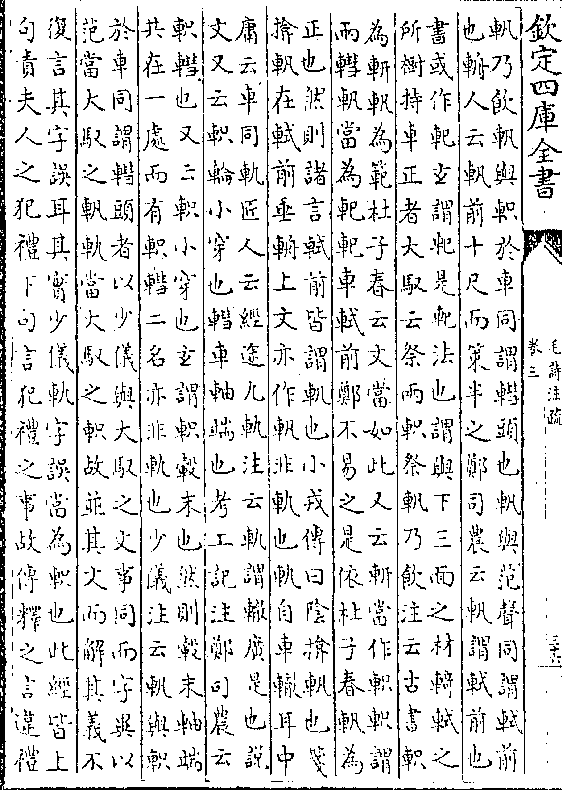 欽定四庫全書
毛詩注疏
卷三
三十六
軌乃飲軌與軹於車同謂轊頭也軓與范聲同謂軾前
也輈人云軓前十尺而策半之鄭司農云軓謂軾前也
書或作軋玄謂軓是軓法也謂輿下三面之材輢軾之
所樹持車正者大馭云祭兩軹祭軓乃飲注云古書軹
為軒軓為範杜子春云文當如此又云軒當作軹軹謂
兩轊軓當為軋軋車軾前鄭不易之是依杜子春軓為
正也然則諸言軾前皆謂軓也小戎傳曰陰揜軓也箋
揜軓在軾前垂輈上文亦作軓非軌也軌自車轍耳中
庸云車同軌匠人云經途九軌注云軌謂轍廣是也說
文又云軹輪小穿也轊車軸端也考工記注鄭司農云
軹轊也又云軹小穿也玄謂軹轂末也然則轂末軸端
共在一處而有軹轊二名亦非軌也少儀注云軌與軹
於車同謂轊頭者以少儀與大馭之文事同而字異以
范當大馭之軓軌當大馭之軹故並其文而解其義不
復言其字誤耳其實少儀軌字誤當為軹也此經皆上
句責夫人之犯禮下句言犯禮之事故傳釋之言違禮